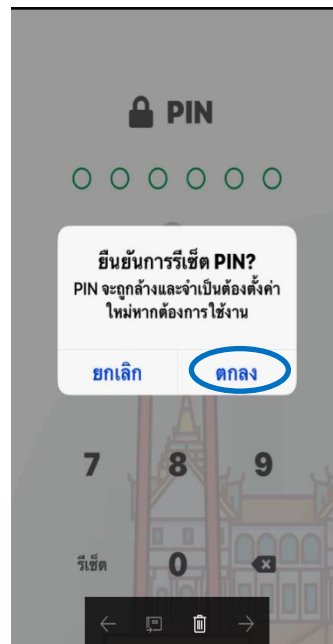 PIN
ยืนยันการรีเซ็ต PIN?
PIN จะถูกล้างและจำเป็นต้องตั้งค่า
ใหม่หากต้องการใช้งาน
ยกเลิก ตกลง
7 8 9
รีเซ็ต 0